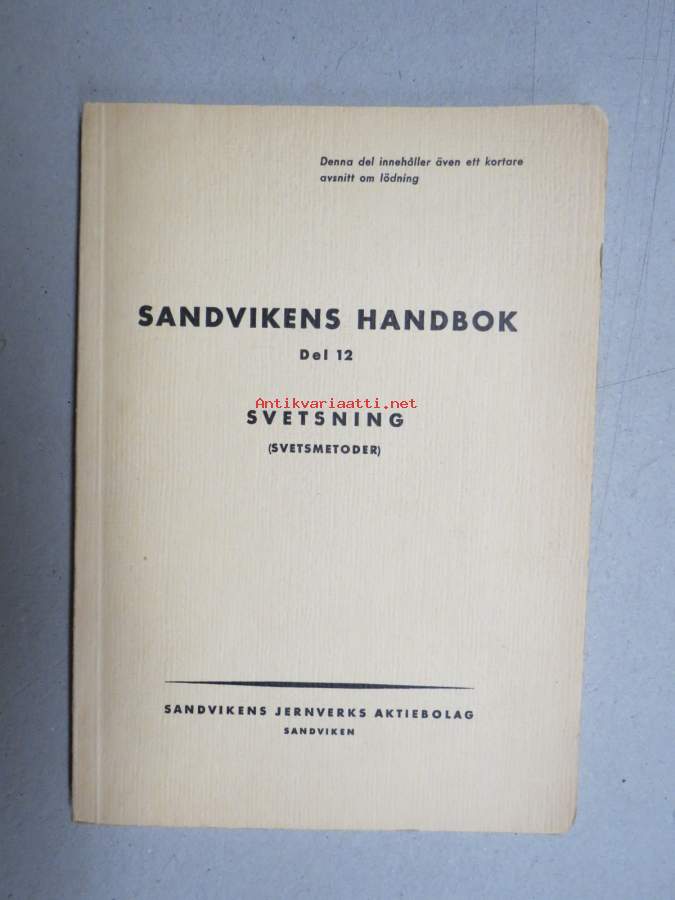 Denna del innehåller även ett kortare
avsnitt om lödning
SANDVIKENS HANDBOK
Del 12
Antikvariaatti.net
SVETSNING
(SVETSMETODER)
SANDVIKENS JERNVERKS AKTIEBOLAG
SANDVIKEN